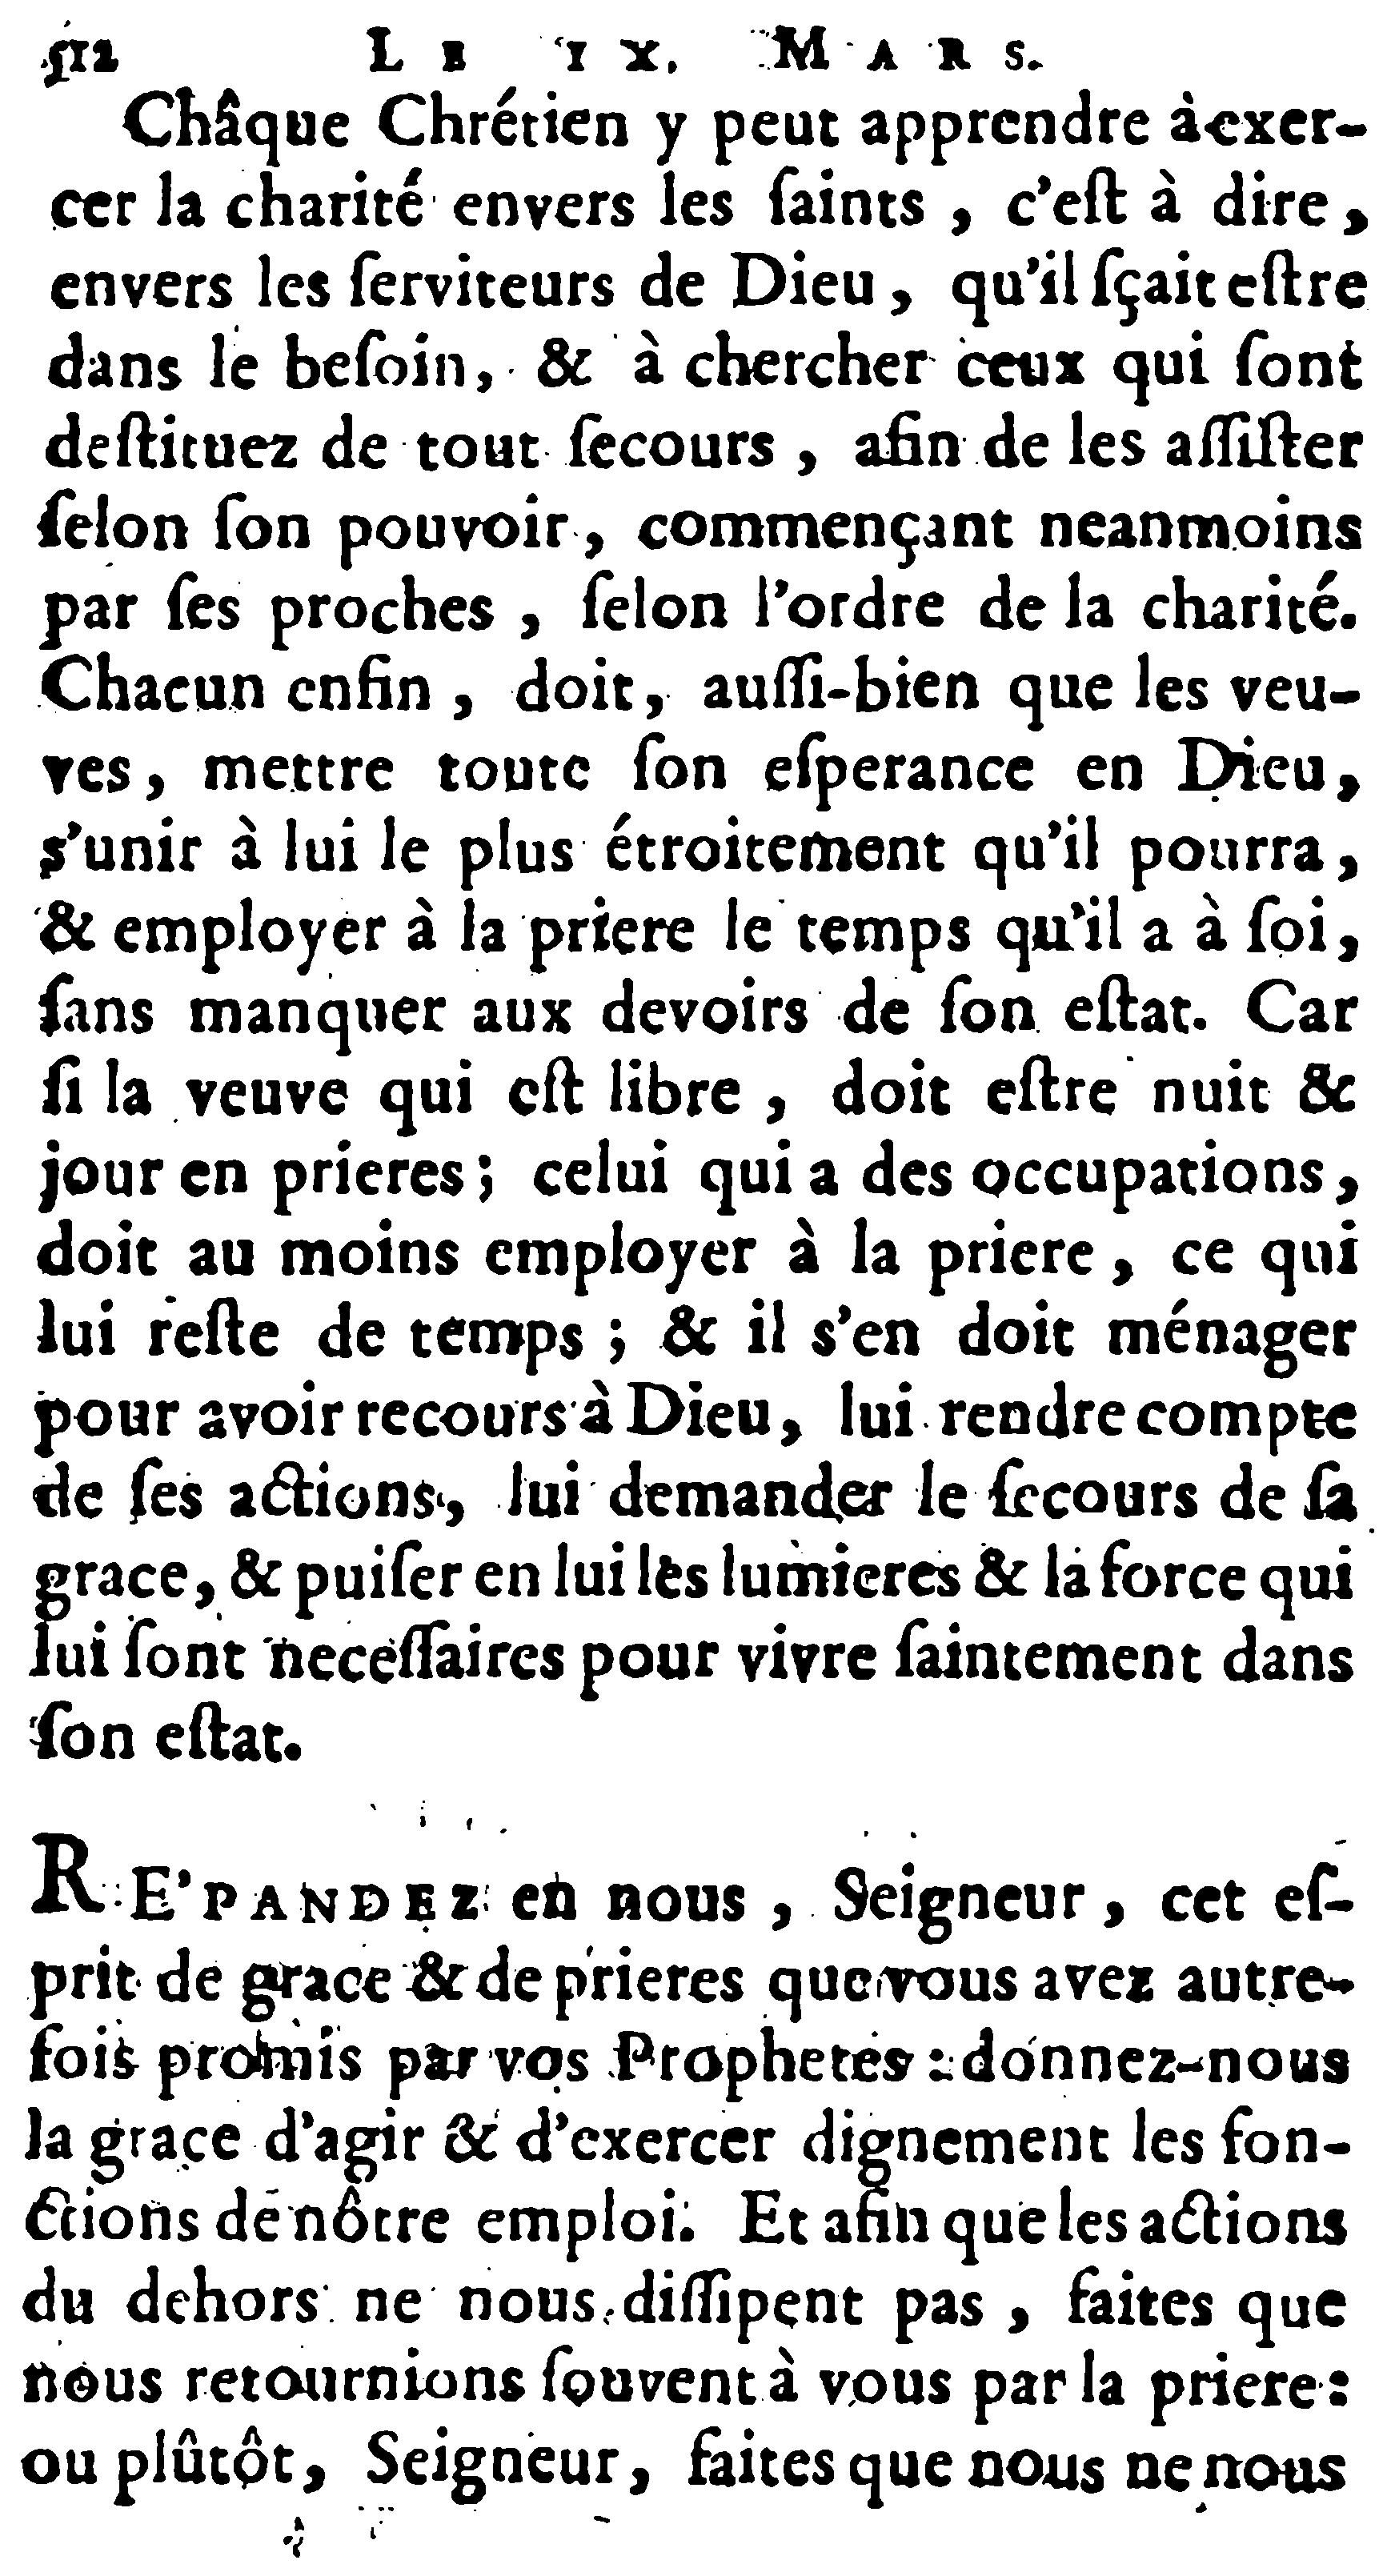 512 LE IX. MARS.
Châque Chrétien y peut apprendre à exer-
cer la charité envers les ſaints, c'eſt à dire,
envers les ſerviteurs de Dieu, qu'il ſçait eſtre
dans le beſoin, & à chercher ceux qui ſont
deſtituez de tout ſecours, afin de les aſſiſter
ſelon ſon pouvoir, commençant neanmoins
par ſes proches, ſelon l'ordre de la charité.
Chacun enfin, doit, auſſi-bien que les veu-
ves, mettre toute ſon eſperance en Dieu,
s'unir à lui le plus étroitement qu'il pourra,
& employer à la priere le temps qu'il a à ſoi,
ſans manquer aux devoirs de ſon eſtat. Car
ſi la veuve qui eſt libre, doit eſtre nuit &
jour en prieres; celui qui a des occupations,
doit au moins employer à la priere, ce qui
lui reſte de temps; & il s'en doit ménager
pour avoir recours à Dieu, lui rendre compte
de ſes actions, lui demander le ſecours de ſa
grace, & puiſer en lui les lumieres & la force qui
lui ſont neceſſaires pour vivre ſaintement dans
ſon eſtat.
RE'PANDEZ en nous, Seigneur, cet eſ-
prit de grace & de prieres que vous avez autre-
fois promis par vos Prophetes: donnez-nous
la grace d'agir & d'exercer dignement les fon-
ctions de nôtre emploi. Et afin que les actions
du dehors ne nous diſſipent pas, faites que
nous retournions ſouvent à vous par la priere:
ou plûtôt, Seigneur, faites que nous ne nous